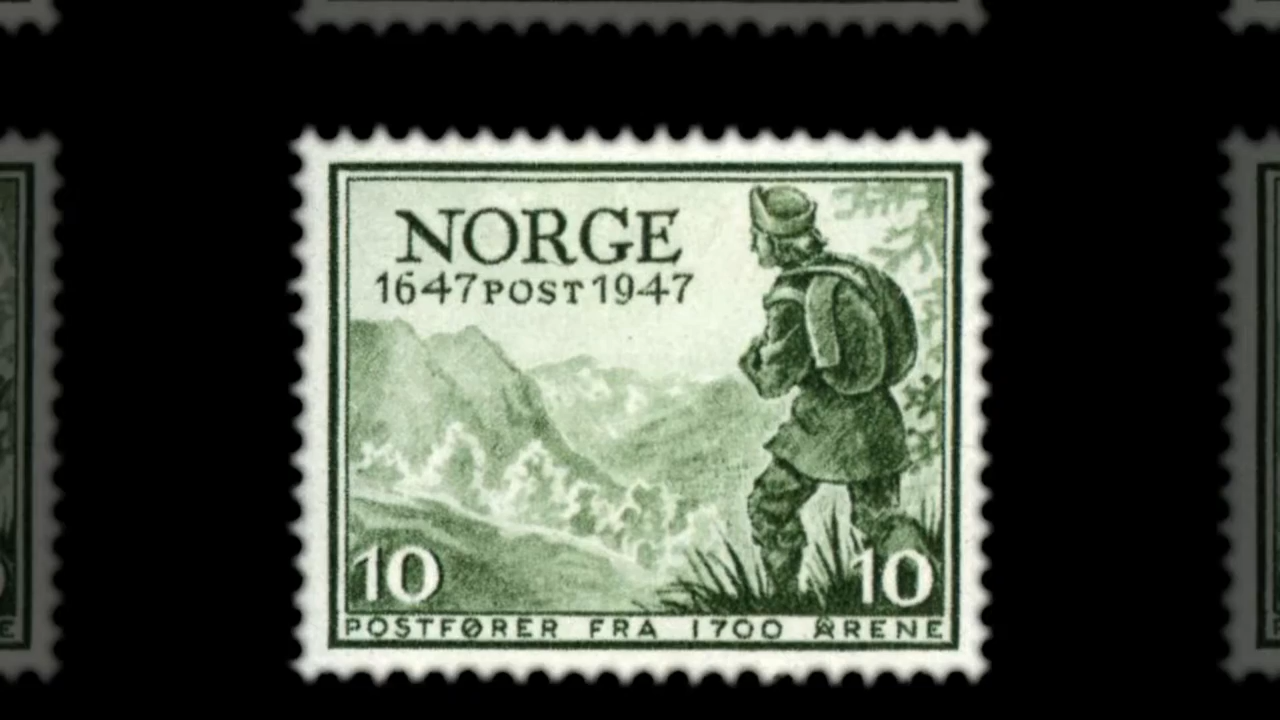 NORGE
1647 POST 1947
10 10
POSTFØRER FRA 1700 ÅRENE